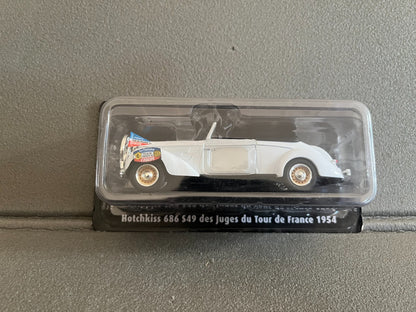 Hotchkiss 686 S49 des Juges du Tour de France 1954